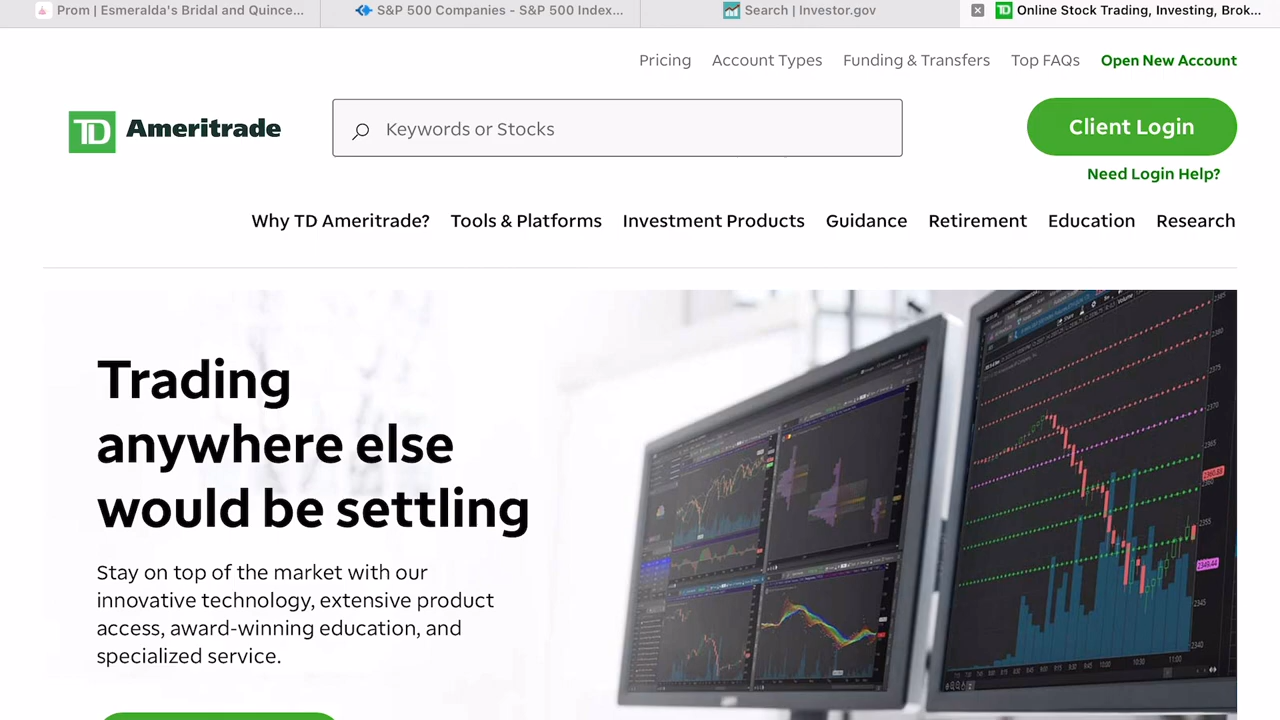 Prom | Esmeralda's Bridal and Quince...
S&P 500 Companies - S&P 500 Index...
Search | Investor.gov
Online Stock Trading, Investing, Brok...
Pricing
Account Types
Funding & Transfers
Top FAQs
Open New Account
TD Ameritrade
Keywords or Stocks
Client Login
Need Login Help?
Why TD Ameritrade?
Tools & Platforms
Investment Products
Guidance
Retirement
Education
Research
Trading
anywhere else
would be settling
Stay on top of the market with our
innovative technology, extensive product
access, award-winning education, and
specialized service.